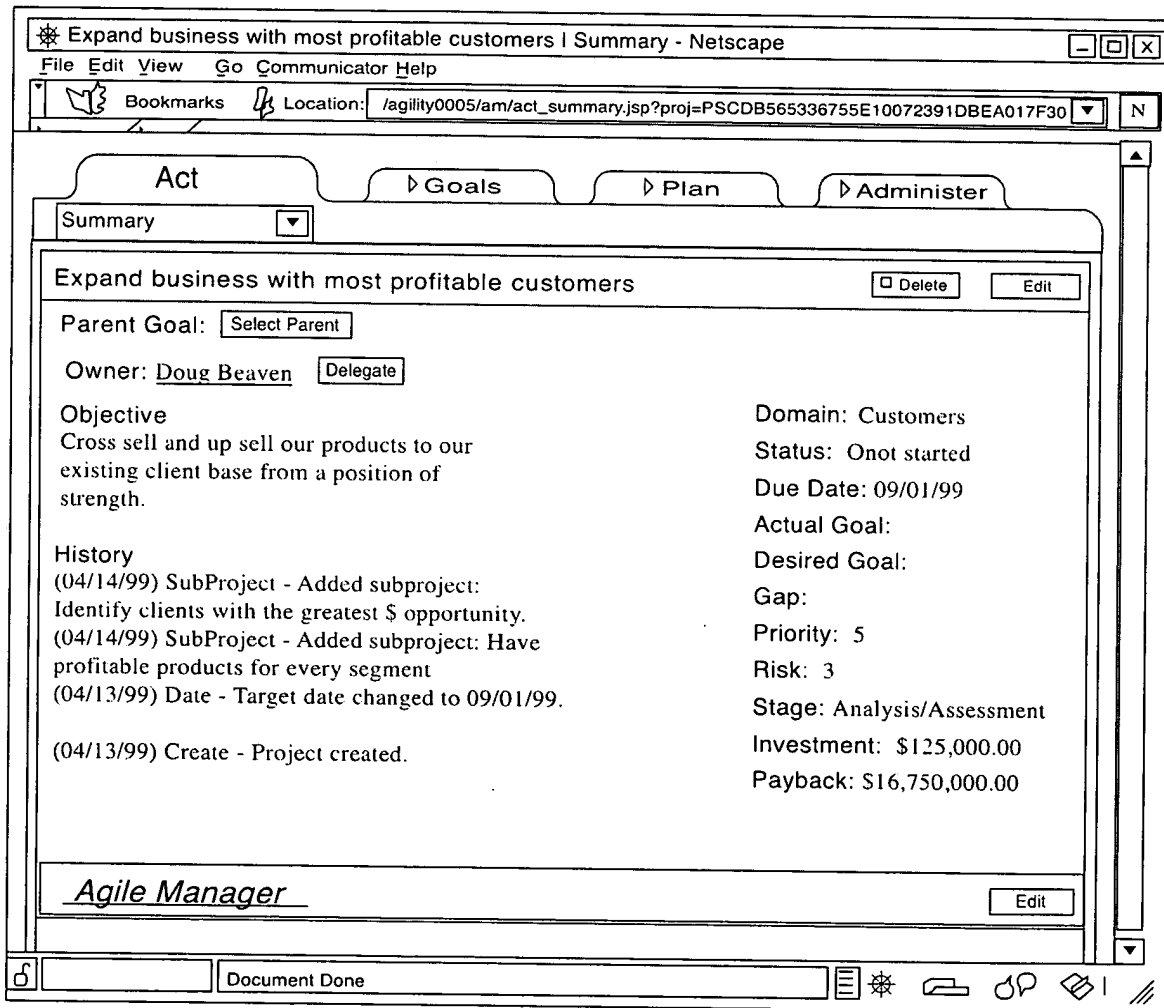 Expand business with most profitable customers I Summary - Netscape
File Edit View Go Communicator Help
Bookmarks Location: /agility0005/am/act_summary.jsp?proj=PSCDB565336755E10072391DBEA017F30 N
Act Goals Plan Administer
Summary
Expand business with most profitable customers Delete Edit
Parent Goal: Select Parent
Owner: Doug Beaven Delegate
Objective
Cross sell and up sell our products to our
existing client base from a position of
strength.
History
(04/14/99) SubProject - Added subproject:
Identify clients with the greatest $ opportunity.
(04/14/99) SubProject - Added subproject: Have
profitable products for every segment
(04/13/99) Date - Target date changed to 09/01/99.
(04/13/99) Create - Project created.
Domain: Customers
Status: Onot started
Due Date: 09/01/99
Actual Goal:
Desired Goal:
Gap:
Priority: 5
Risk: 3
Stage: Analysis/Assessment
Investment: $125,000.00
Payback: $16,750,000.00
Agile Manager Edit
Document Done